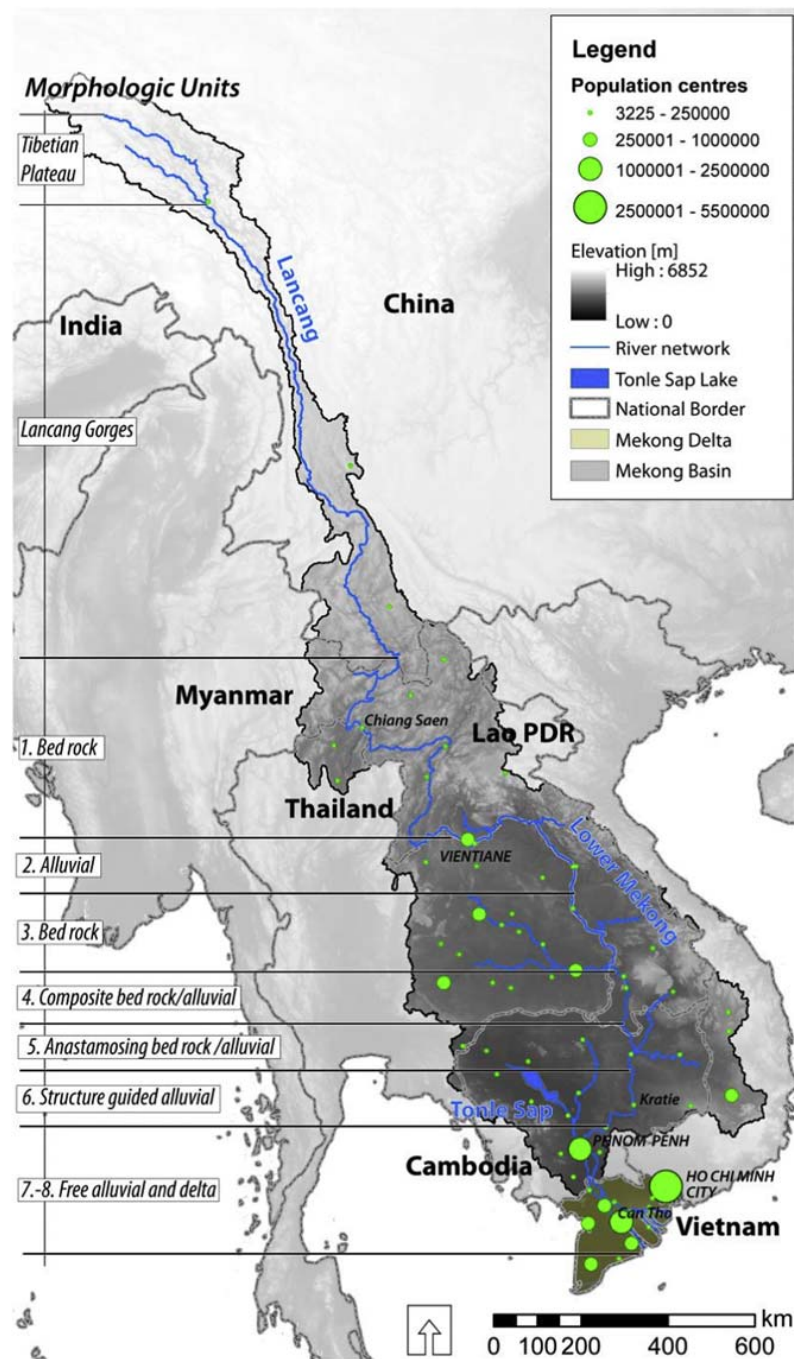 Morphologic Units
Tibetian
Plateau
Lancang
India
China
Lancang Gorges
Myanmar
Chiang Saen
Lao PDR
1. Bed rock
Thailand
VIENTIANE
Lower Mekong
2. Alluvial
3. Bed rock
4. Composite bed rock/alluvial
5. Anastamosing bed rock /alluvial
6. Structure guided alluvial
Kratie
Tonle Sap
PENOM-PENH
Cambodia
7.-8. Free alluvial and delta
HO CHI MINH
CITY
Can Tho
Vietnam
Legend
Population centres
3225 - 250000
250001 - 1000000
1000001 - 2500000
2500001 - 5500000
Elevation [m]
High : 6852
Low : 0
River network
Tonle Sap Lake
National Border
Mekong Delta
Mekong Basin
km
0 100 200 400 600